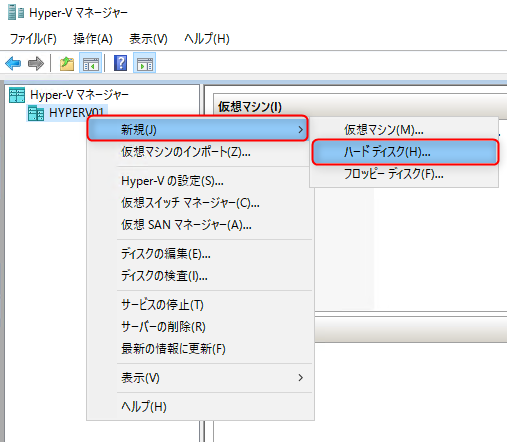 Hyper-V マネージャー
ファイル(F) 操作(A) 表示(V) ヘルプ(H)
Hyper-V マネージャー
HYPERV01
仮想マシン(I)
新規(J)
仮想マシンのインポート(Z)...
Hyper-V の設定(S)...
仮想スイッチ マネージャー(C)...
仮想 SAN マネージャー(A)...
ディスクの編集(E)...
ディスクの検査(I)...
サービスの停止(T)
サーバーの削除(R)
最新の情報に更新(F)
表示(V)
ヘルプ(H)
仮想マシン(M)...
ハード ディスク(H)...
フロッピー ディスク(F)...